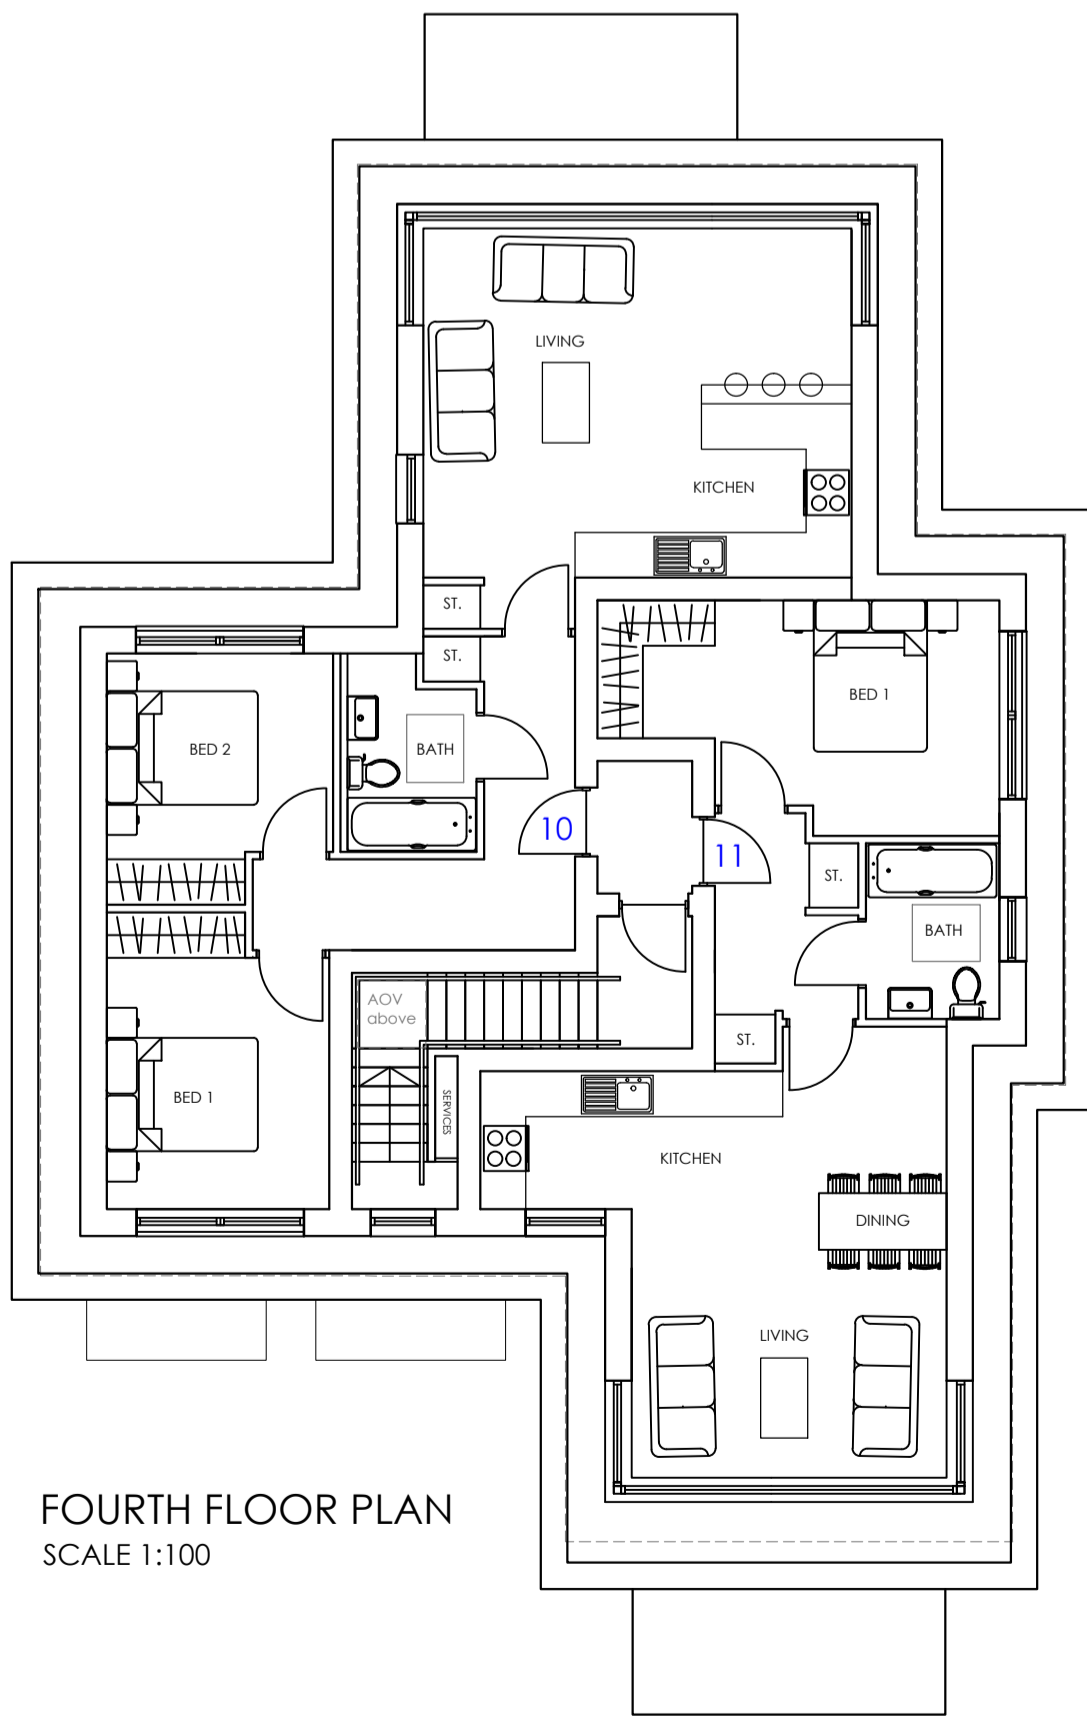 LIVING
KITCHEN
ST.
ST.
BED 1
BED 2
BATH
10
11
ST.
BATH
AOV
above
ST.
SERVICES
BED 1
KITCHEN
DINING
LIVING
FOURTH FLOOR PLAN
SCALE 1:100